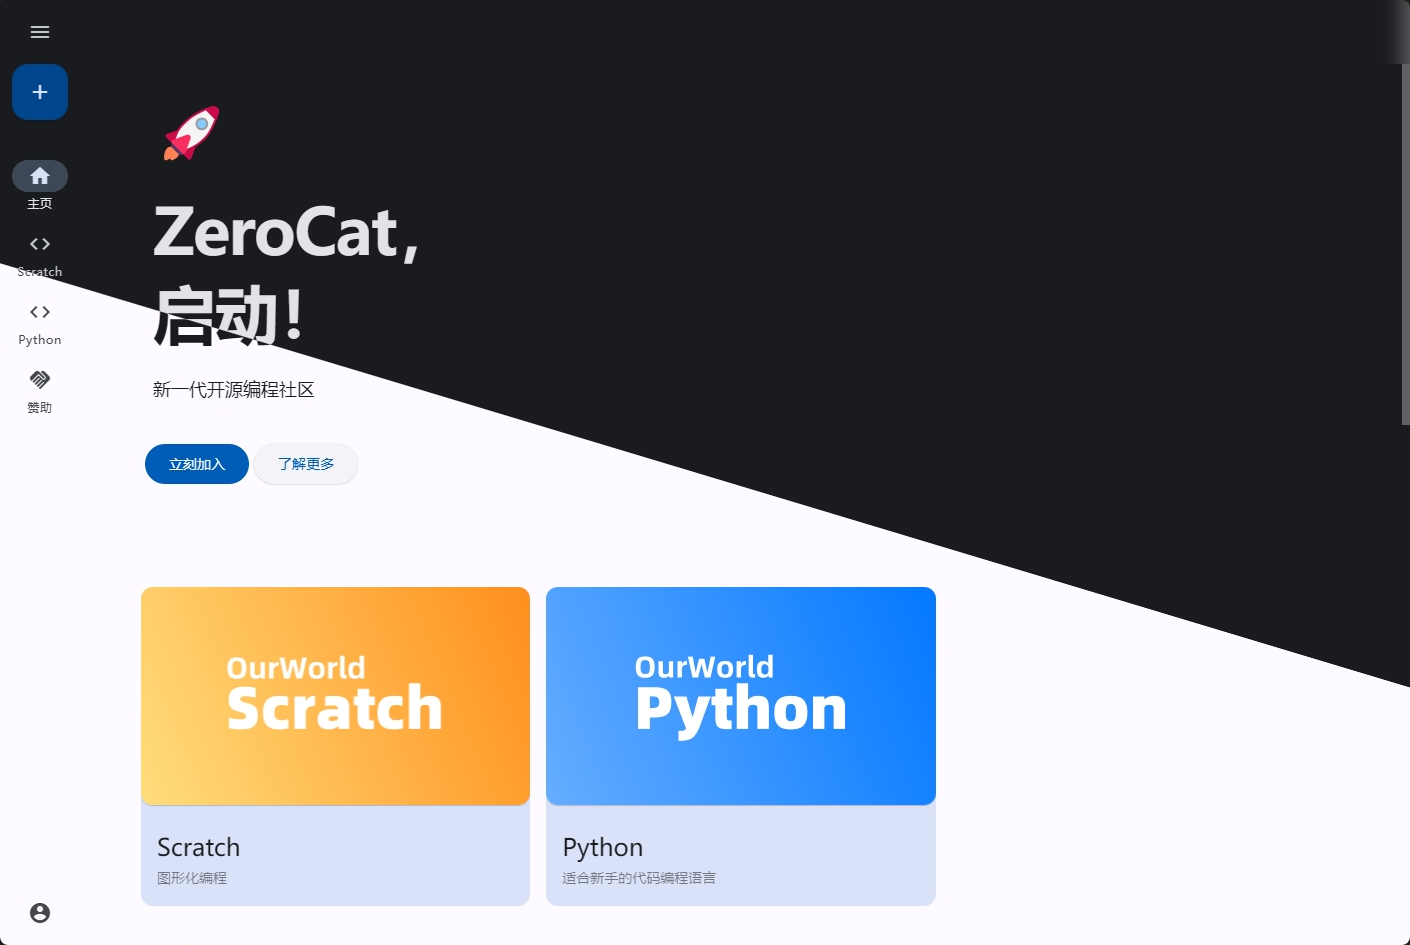 主页
Scratch
Python
赞助
ZeroCat，
启动！
新一代开源编程社区
立刻加入
了解更多
OurWorld
Scratch
Scratch
图形化编程
OurWorld
Python
Python
适合新手的代码编程语言